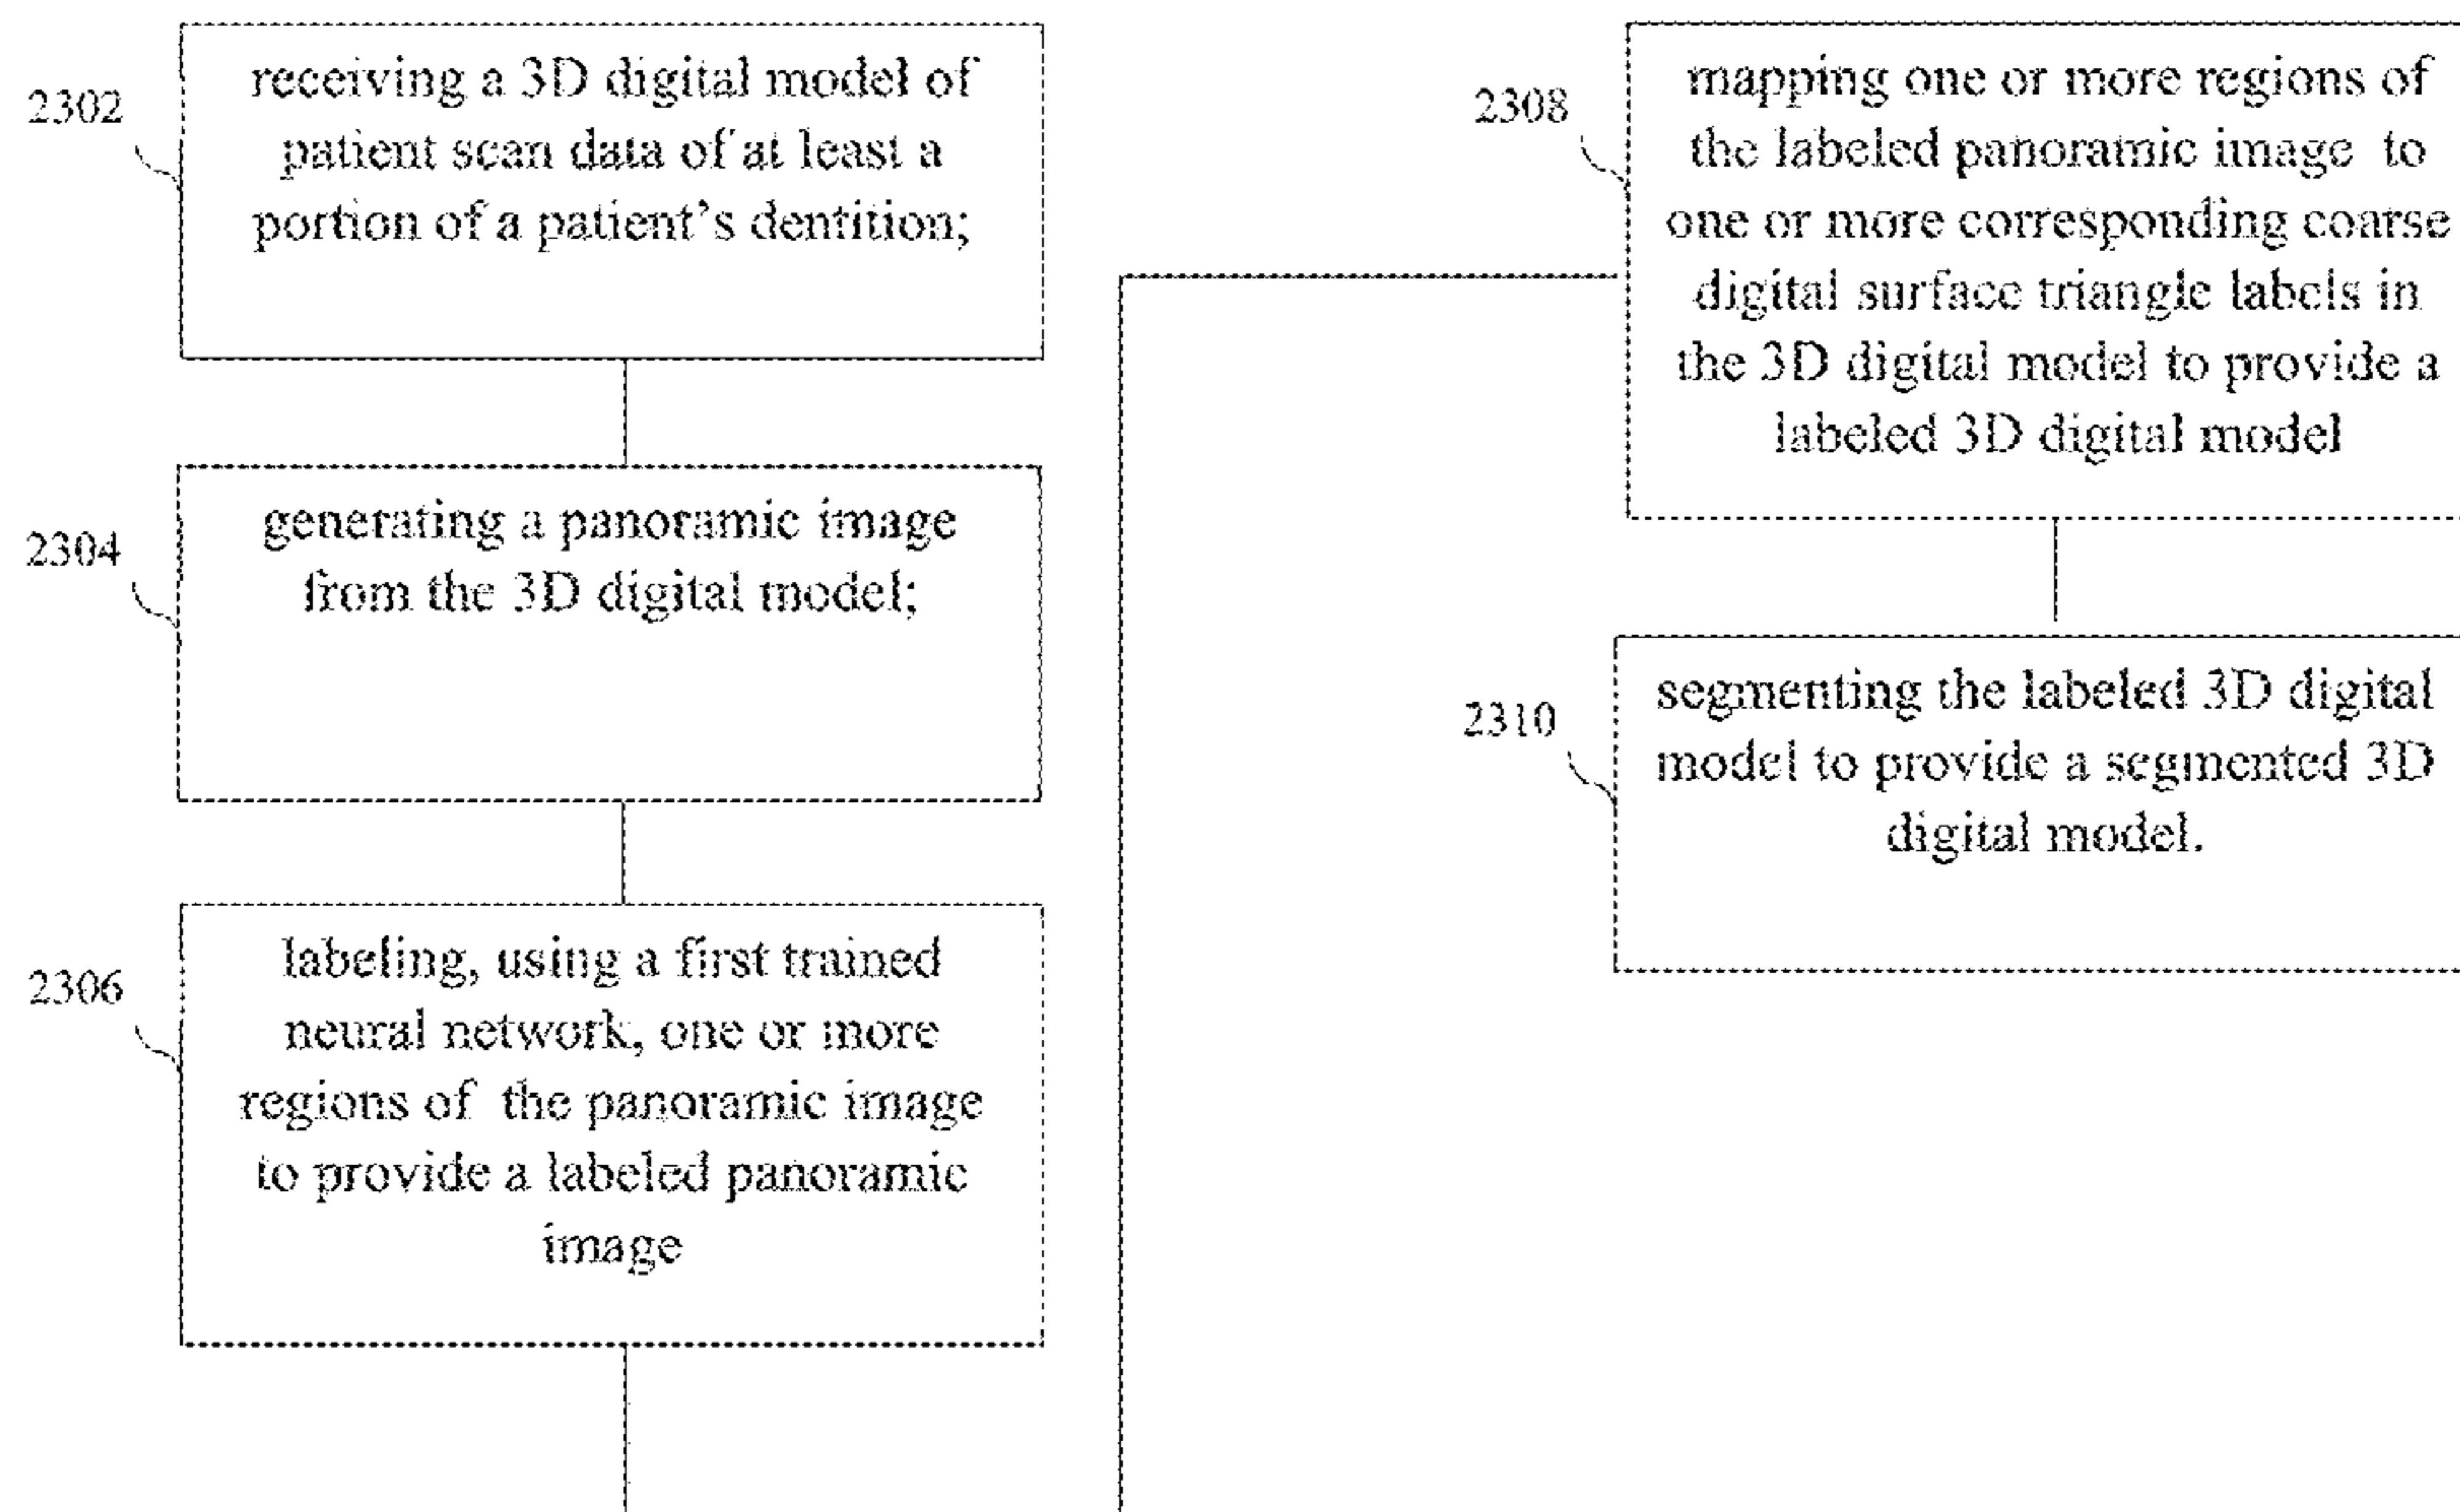 2302
receiving a 3D digital model of
patient scan data of at least a
portion of a patient's dentition;
2304
generating a panoramic image
from the 3D digital model;
2306
labeling, using a first trained
neural network, one or more
regions of the panoramic image
to provide a labeled panoramic
image
2308
mapping one or more regions of
the labeled panoramic image to
one or more corresponding coarse
digital surface triangle labels in
the 3D digital model to provide a
labeled 3D digital model
2310
segmenting the labeled 3D digital
model to provide a segmented 3D
digital model.